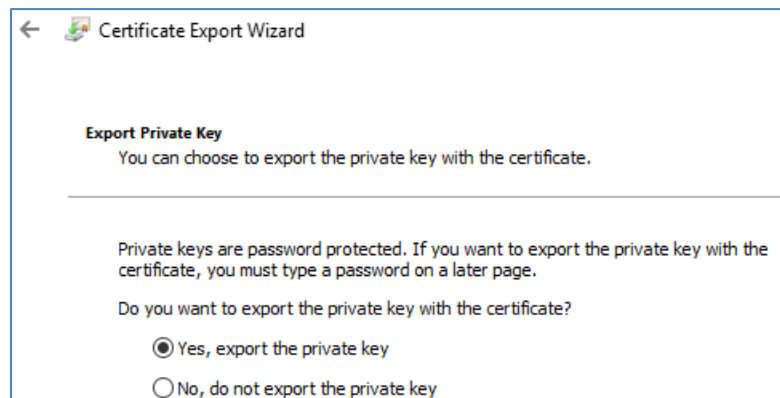 Certificate Export Wizard
Export Private Key
You can choose to export the private key with the certificate.
Private keys are password protected. If you want to export the private key with the
certificate, you must type a password on a later page.
Do you want to export the private key with the certificate?
Yes, export the private key
No, do not export the private key